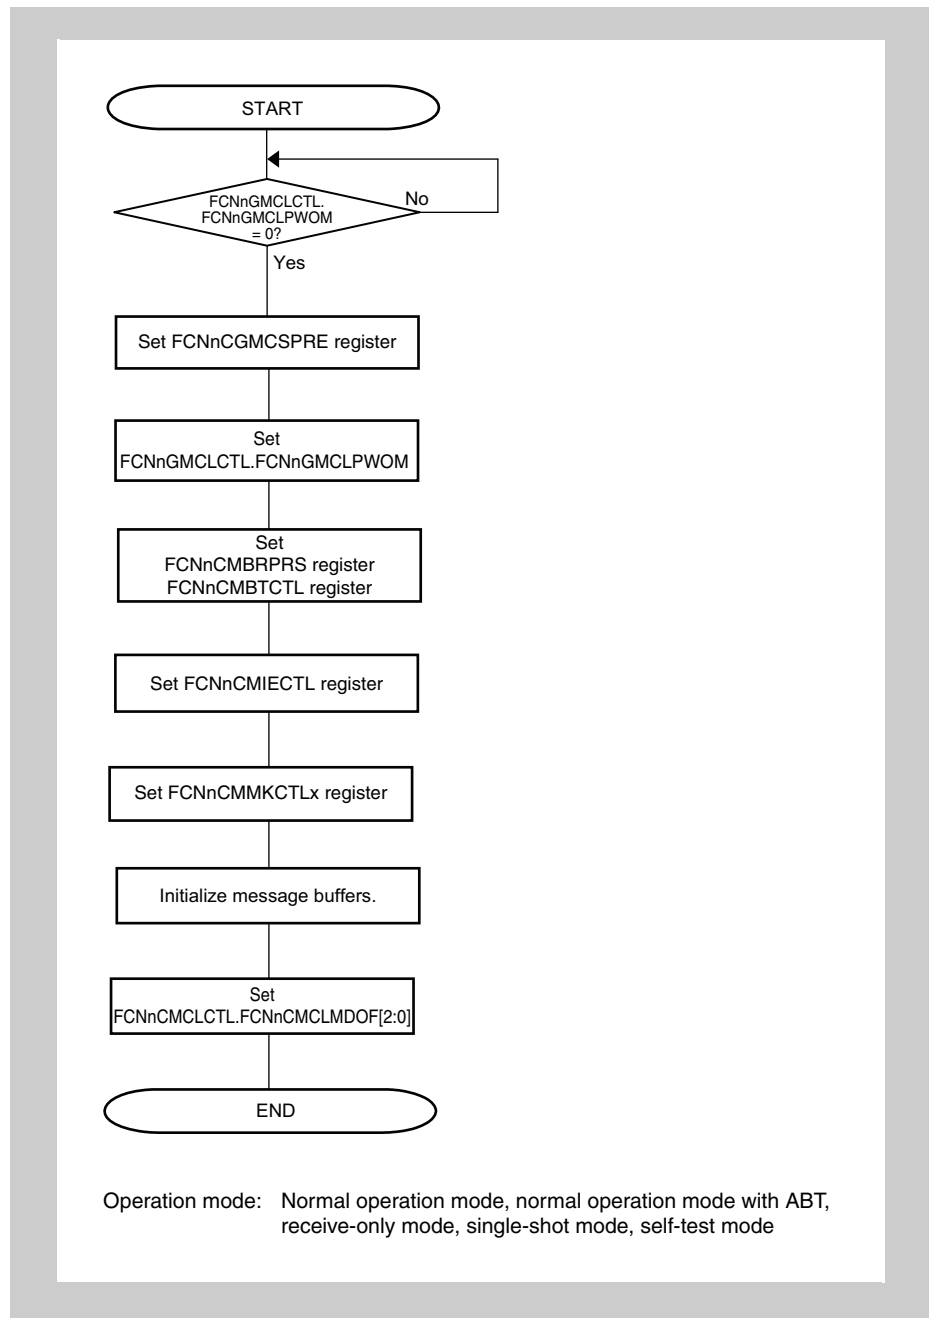 START
FCNnGMCLCTL.
FCNnGMCLPWOM
= 0?
No
Yes
Set FCNnCGMCSPRE register
Set
FCNnGMCLCTL.FCNnGMCLPWOM
Set
FCNnCMBRPRS register
FCNnCMBTCTL register
Set FCNnCMIECTL register
Set FCNnCMMKCTLx register
Initialize message buffers.
Set
FCNnCMCLCTL.FCNnCMCLMDOF[2:0]
END
Operation mode: Normal operation mode, normal operation mode with ABT,
receive-only mode, single-shot mode, self-test mode